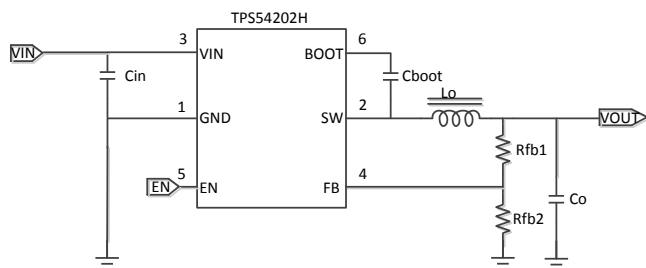 TPS54202H
VIN
3
VIN
BOOT
6
Cin
Cboot
Lo
1
GND
SW
2
VOUT
Rfb1
EN
5
EN
FB
4
Rfb2
Co